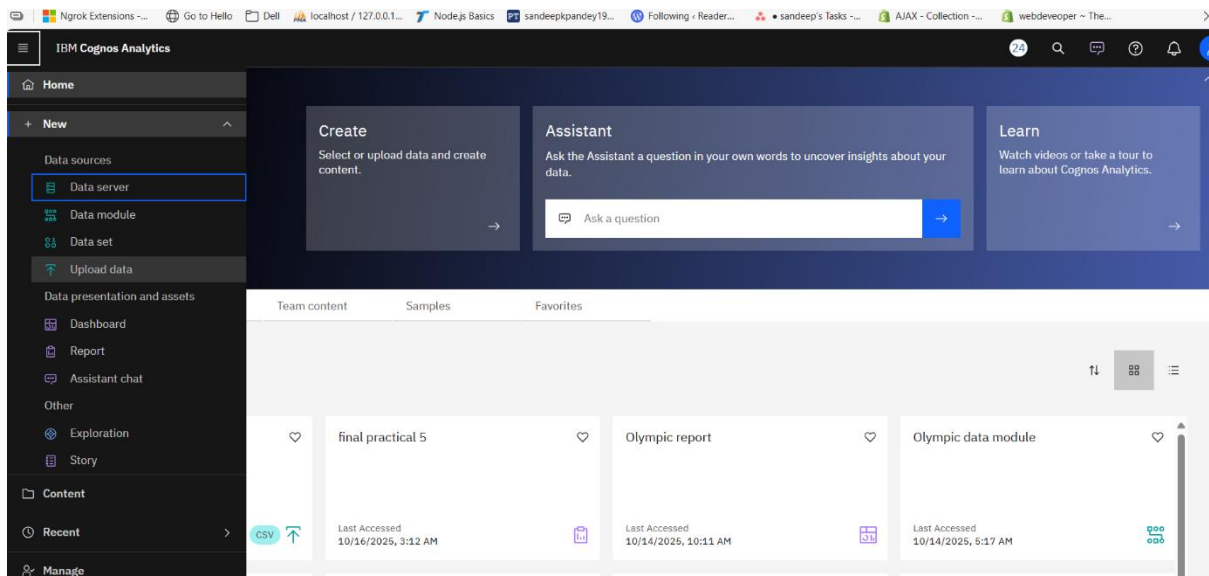 Ngrok Extensions -... Go to Hello Dell localhost / 127.0.0.1... Node.js Basics PT sandeepkpandey19... Following ‹ Reader... • sandeep's Tasks -... AJAX - Collection -... webdeveoper ~ The...
IBM Cognos Analytics
24
Home
+ New
Data sources
Data server
Data module
Data set
Upload data
Data presentation and assets
Dashboard
Report
Assistant chat
Other
Exploration
Story
Content
Recent
Manage
Create
Select or upload data and create
content.
Assistant
Ask the Assistant a question in your own words to uncover insights about your
data.
Ask a question
Learn
Watch videos or take a tour to
learn about Cognos Analytics.
Team content Samples Favorites
CSV
final practical 5
Last Accessed
10/16/2025, 3:12 AM
Olympic report
Last Accessed
10/14/2025, 10:11 AM
Olympic data module
Last Accessed
10/14/2025, 5:17 AM